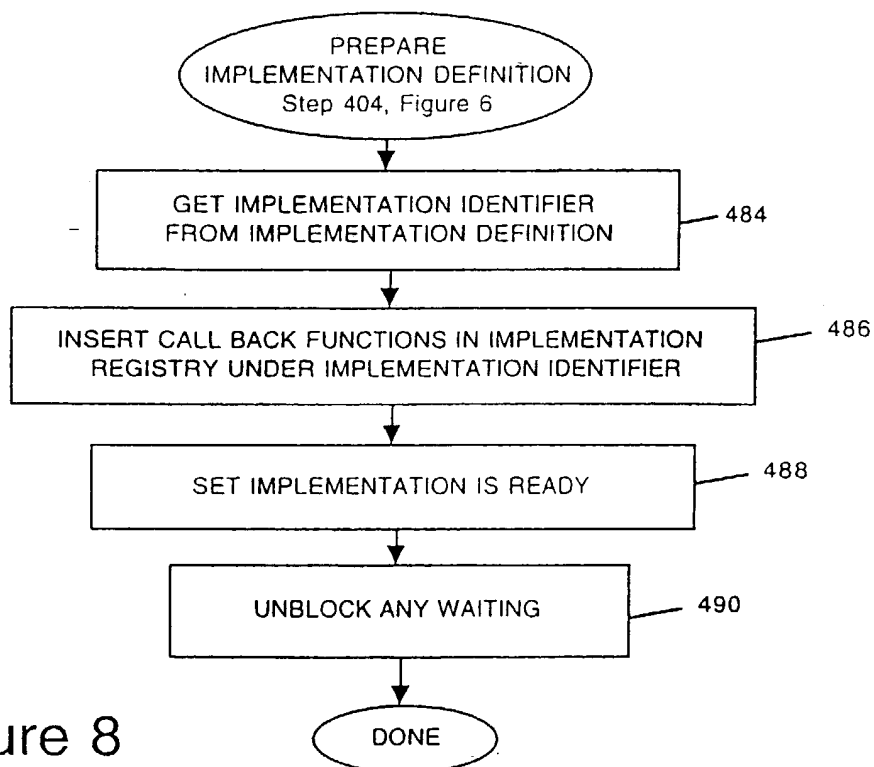 PREPARE
IMPLEMENTATION DEFINITION
Step 404, Figure 6
GET IMPLEMENTATION IDENTIFIER
FROM IMPLEMENTATION DEFINITION
484
INSERT CALL BACK FUNCTIONS IN IMPLEMENTATION
REGISTRY UNDER IMPLEMENTATION IDENTIFIER
486
SET IMPLEMENTATION IS READY
488
UNBLOCK ANY WAITING
490
DONE
ure 8